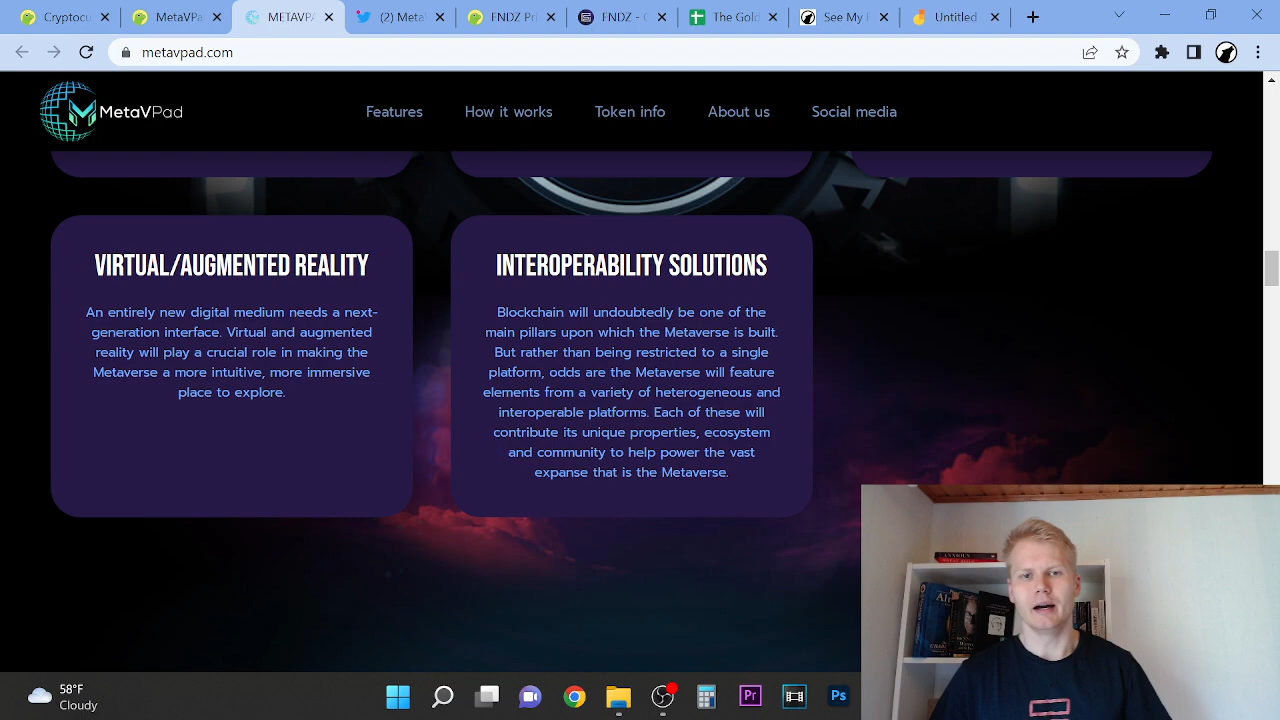 Cryptocu
MetaVPa
METAVPA
(2) Meta
FNDZ Pri
FNDZ - (
The Gold
See My I
Untitled
metavpad.com
MetaVPad
Features
How it works
Token info
About us
Social media
VIRTUAL/AUGMENTED REALITY
An entirely new digital medium needs a next-
generation interface. Virtual and augmented
reality will play a crucial role in making the
Metaverse a more intuitive, more immersive
place to explore.
INTEROPERABILITY SOLUTIONS
Blockchain will undoubtedly be one of the
main pillars upon which the Metaverse is built.
But rather than being restricted to a single
platform, odds are the Metaverse will feature
elements from a variety of heterogeneous and
interoperable platforms. Each of these will
contribute its unique properties, ecosystem
and community to help power the vast
expanse that is the Metaverse.
58°F
Cloudy
Pr
Ps